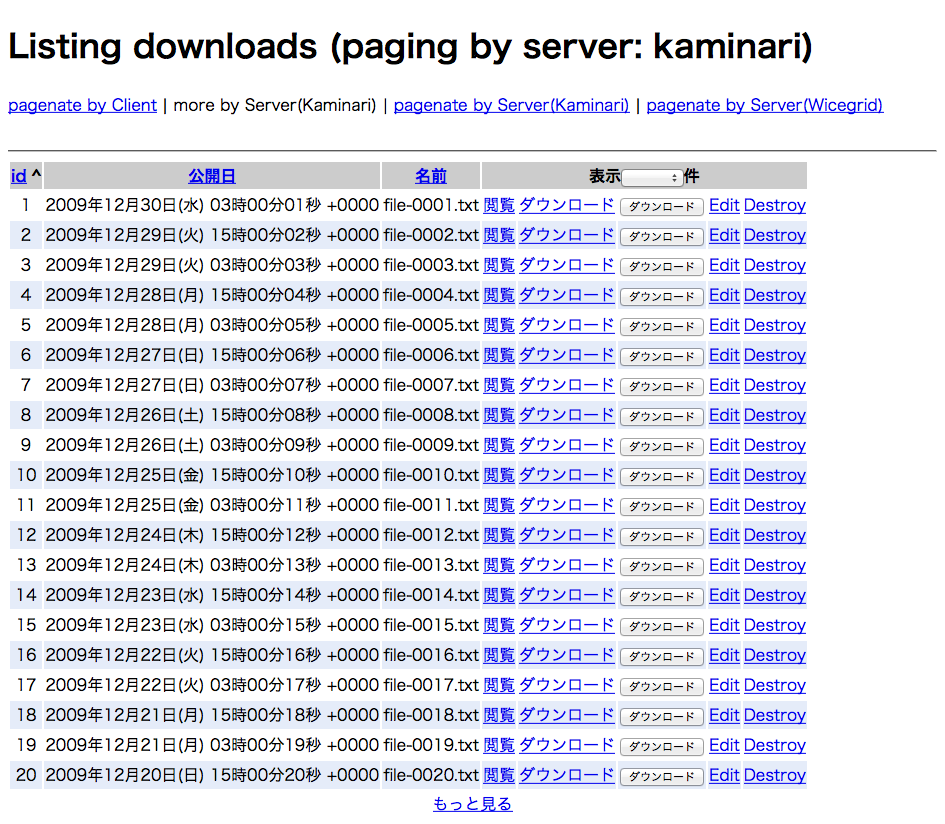 Listing downloads (paging by server: kaminari)
pagenate by Client | more by Server(Kaminari) | pagenate by Server(Kaminari) | pagenate by Server(Wicegrid)
id ^ 公開日 名前 表示 件
1 2009年12月30日(水) 03時00分01秒 +0000 file-0001.txt 閲覧 ダウンロード ダウンロード Edit Destroy
2 2009年12月29日(火) 15時00分02秒 +0000 file-0002.txt 閲覧 ダウンロード ダウンロード Edit Destroy
3 2009年12月29日(火) 03時00分03秒 +0000 file-0003.txt 閲覧 ダウンロード ダウンロード Edit Destroy
4 2009年12月28日(月) 15時00分04秒 +0000 file-0004.txt 閲覧 ダウンロード ダウンロード Edit Destroy
5 2009年12月28日(月) 03時00分05秒 +0000 file-0005.txt 閲覧 ダウンロード ダウンロード Edit Destroy
6 2009年12月27日(日) 15時00分06秒 +0000 file-0006.txt 閲覧 ダウンロード ダウンロード Edit Destroy
7 2009年12月27日(日) 03時00分07秒 +0000 file-0007.txt 閲覧 ダウンロード ダウンロード Edit Destroy
8 2009年12月26日(土) 15時00分08秒 +0000 file-0008.txt 閲覧 ダウンロード ダウンロード Edit Destroy
9 2009年12月26日(土) 03時00分09秒 +0000 file-0009.txt 閲覧 ダウンロード ダウンロード Edit Destroy
10 2009年12月25日(金) 15時00分10秒 +0000 file-0010.txt 閲覧 ダウンロード ダウンロード Edit Destroy
11 2009年12月25日(金) 03時00分11秒 +0000 file-0011.txt 閲覧 ダウンロード ダウンロード Edit Destroy
12 2009年12月24日(木) 15時00分12秒 +0000 file-0012.txt 閲覧 ダウンロード ダウンロード Edit Destroy
13 2009年12月24日(木) 03時00分13秒 +0000 file-0013.txt 閲覧 ダウンロード ダウンロード Edit Destroy
14 2009年12月23日(水) 15時00分14秒 +0000 file-0014.txt 閲覧 ダウンロード ダウンロード Edit Destroy
15 2009年12月23日(水) 03時00分15秒 +0000 file-0015.txt 閲覧 ダウンロード ダウンロード Edit Destroy
16 2009年12月22日(火) 15時00分16秒 +0000 file-0016.txt 閲覧 ダウンロード ダウンロード Edit Destroy
17 2009年12月22日(火) 03時00分17秒 +0000 file-0017.txt 閲覧 ダウンロード ダウンロード Edit Destroy
18 2009年12月21日(月) 15時00分18秒 +0000 file-0018.txt 閲覧 ダウンロード ダウンロード Edit Destroy
19 2009年12月21日(月) 03時00分19秒 +0000 file-0019.txt 閲覧 ダウンロード ダウンロード Edit Destroy
20 2009年12月20日(日) 15時00分20秒 +0000 file-0020.txt 閲覧 ダウンロード ダウンロード Edit Destroy
もっと見る